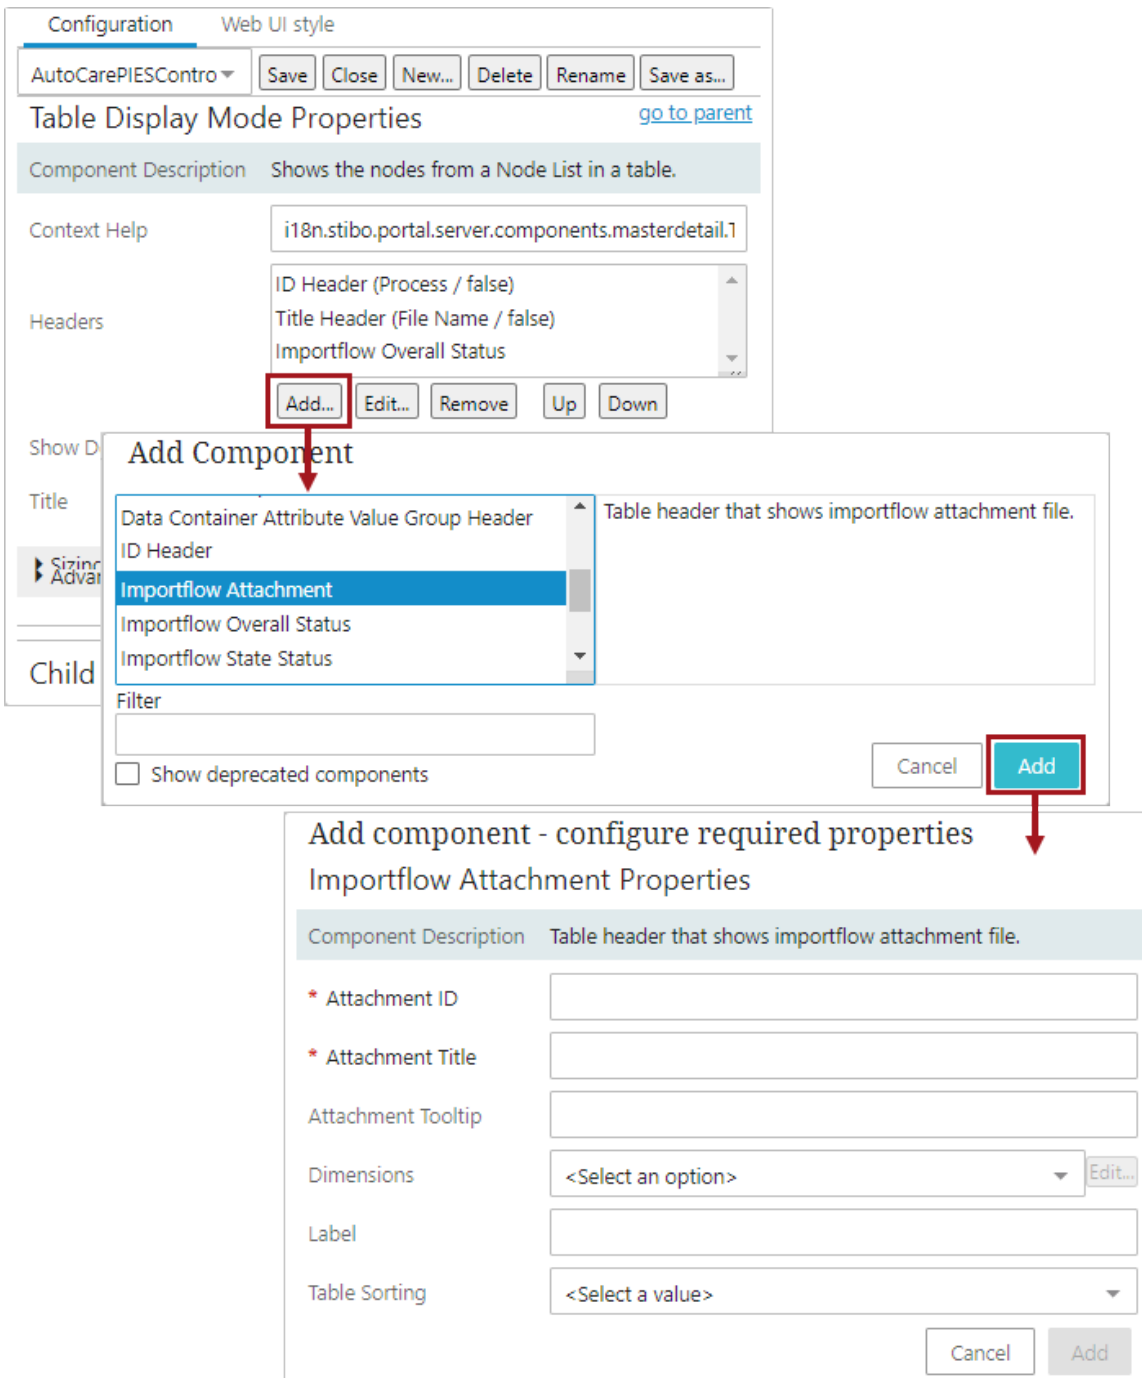 Configuration Web UI style
AutoCarePIESContro Save Close New... Delete Rename Save as...
Table Display Mode Properties go to parent
Component Description Shows the nodes from a Node List in a table.
Context Help i18n.stibo.portal.server.components.masterdetail.T
Headers
ID Header (Process / false)
Title Header (File Name / false)
Importflow Overall Status
Add... Edit... Remove Up Down
Show D
Title
Sizing
Advan
Child
Add Component
Data Container Attribute Value Group Header
ID Header
Importflow Attachment
Importflow Overall Status
Importflow State Status
Table header that shows importflow attachment file.
Filter
Show deprecated components
Cancel Add
Add component - configure required properties
Importflow Attachment Properties
Component Description Table header that shows importflow attachment file.
* Attachment ID
* Attachment Title
Attachment Tooltip
Dimensions <Select an option> Edit...
Label
Table Sorting <Select a value>
Cancel Add